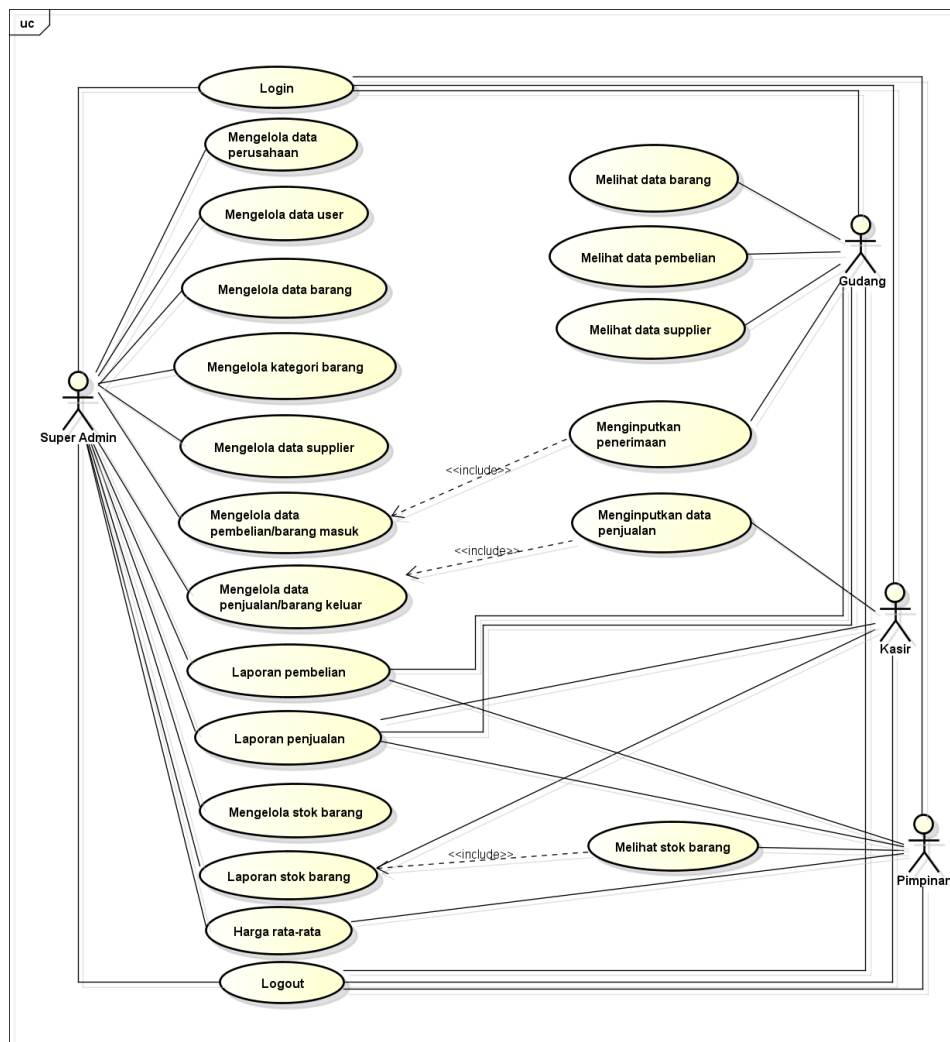 uc
Login
Mengelola data
perusahaan
Melihat data barang
Mengelola data user
Melihat data pembelian
Gudang
Mengelola data barang
Melihat data supplier
Mengelola kategori barang
Super Admin
Menginputkan
penerimaan
Mengelola data supplier
<<include>>
Mengelola data
pembelian/barang masuk
Menginputkan data
penjualan
<<include>>
Mengelola data
penjualan/barang keluar
Kasir
Laporan pembelian
Laporan penjualan
Mengelola stok barang
Melihat stok barang
<<include>>
Laporan stok barang
Pimpinan
Harga rata-rata
Logout